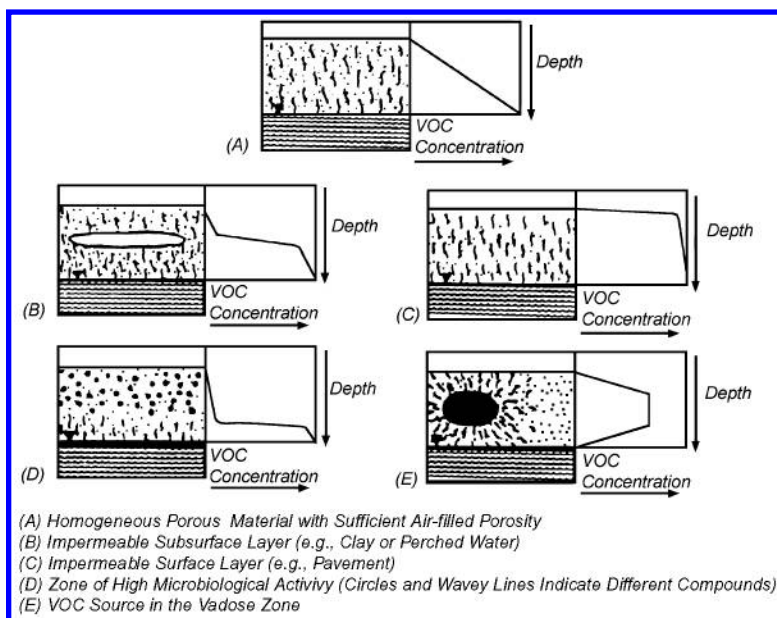 Depth
VOC
Concentration
(A)
Depth
VOC
Concentration
(B)
Depth
VOC
Concentration
(C)
Depth
VOC
Concentration
(D)
Depth
VOC
Concentration
(E)
(A) Homogeneous Porous Material with Sufficient Air-filled Porosity
(B) Impermeable Subsurface Layer (e.g., Clay or Perched Water)
(C) Impermeable Surface Layer (e.g., Pavement)
(D) Zone of High Microbiological Activivy (Circles and Wavey Lines Indicate Different Compounds)
(E) VOC Source in the Vadose Zone